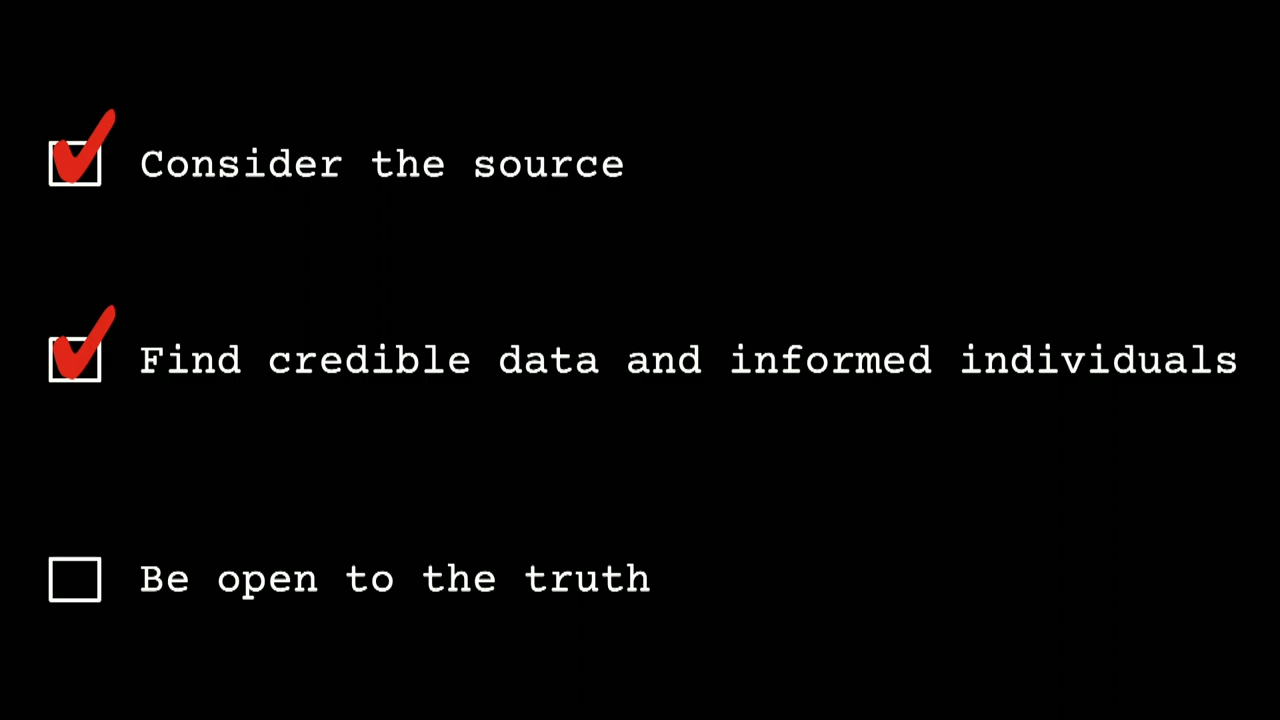 Consider the source
Find credible data and informed individuals
Be open to the truth